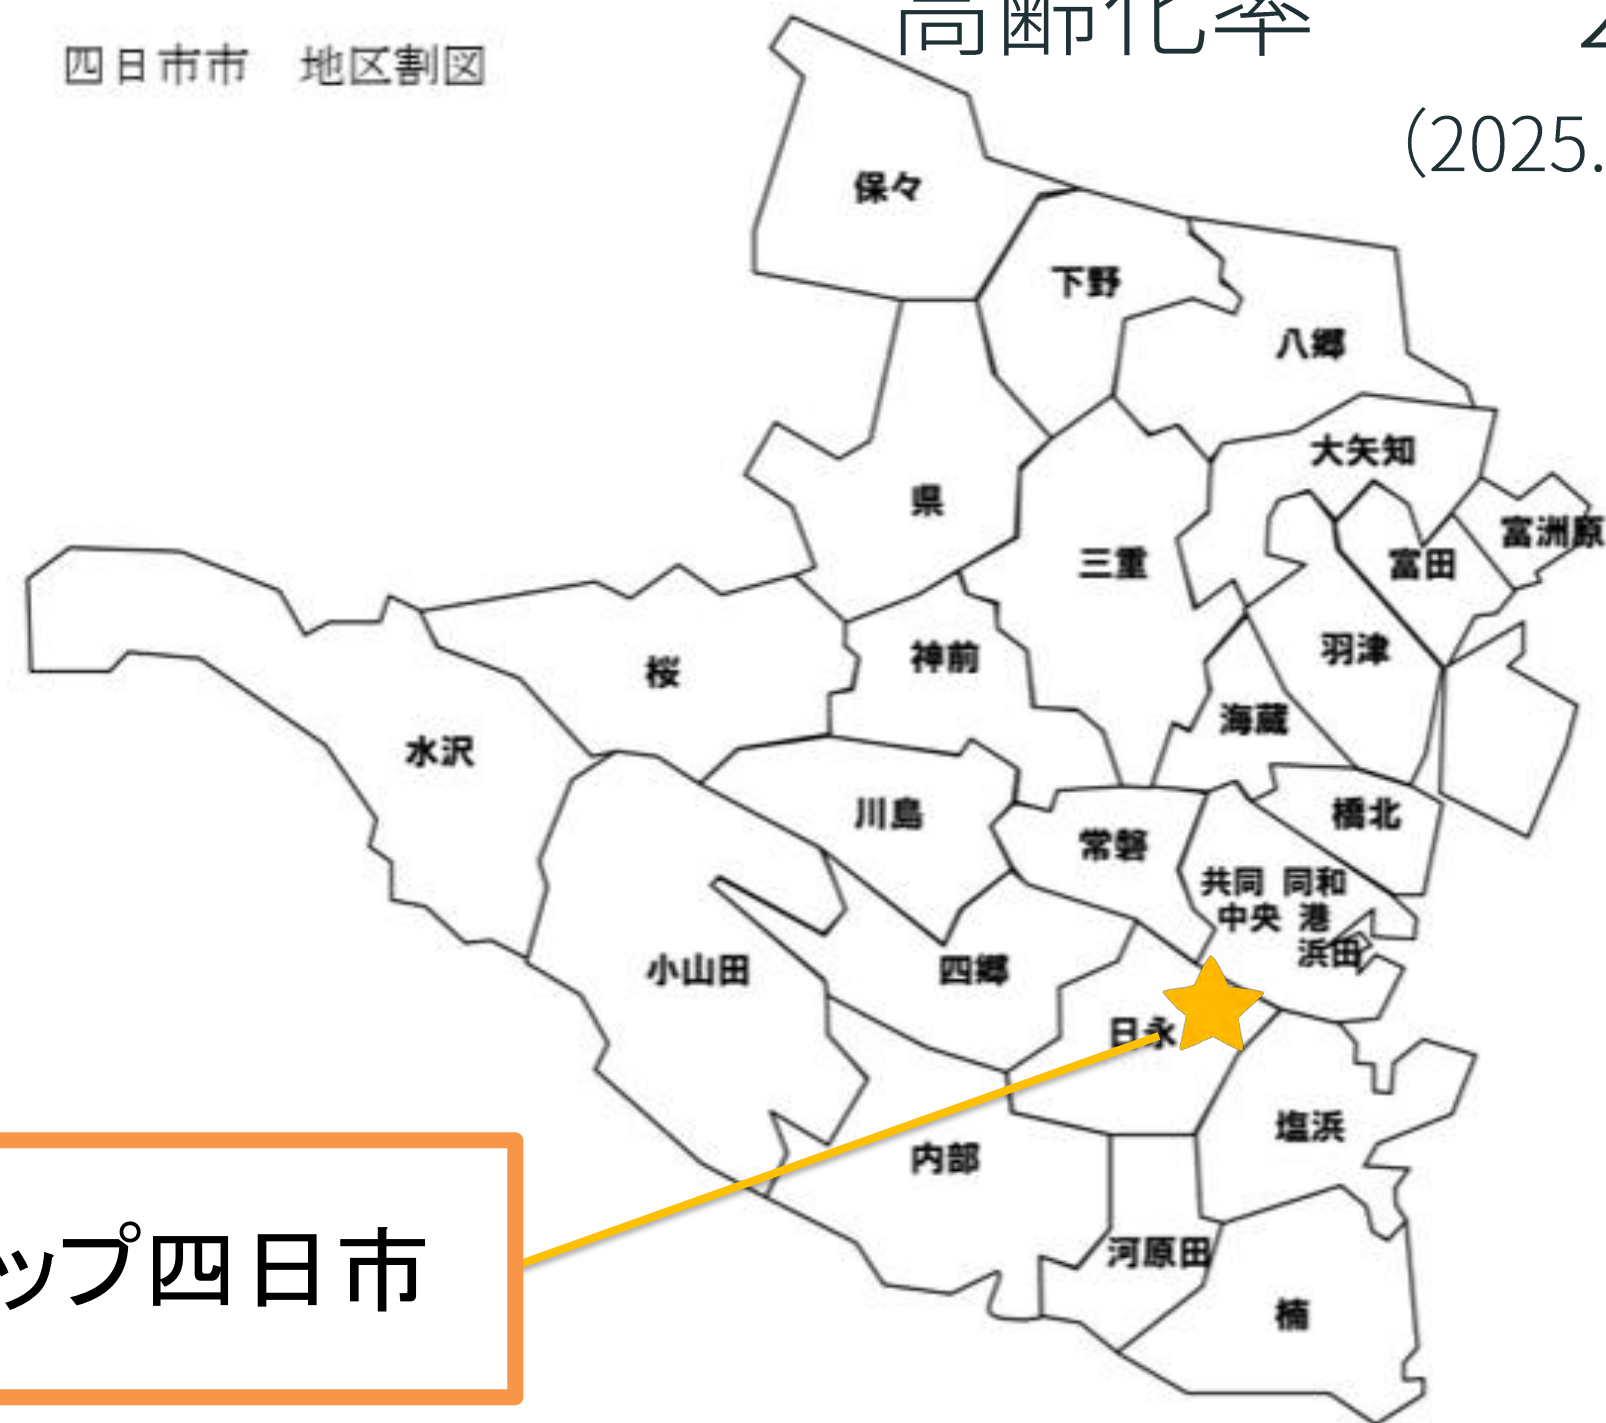 高齢化率
四日市市 地区割図
(2025.
保々
下野
八郷
大矢知
県
富洲原
三重
富田
羽津
神前
桜
海蔵
水沢
川島
橋北
常磐
共同 同和
中央 港
浜田
小山田
四郷
日永
塩浜
内部
河原田
ップ四日市
楠